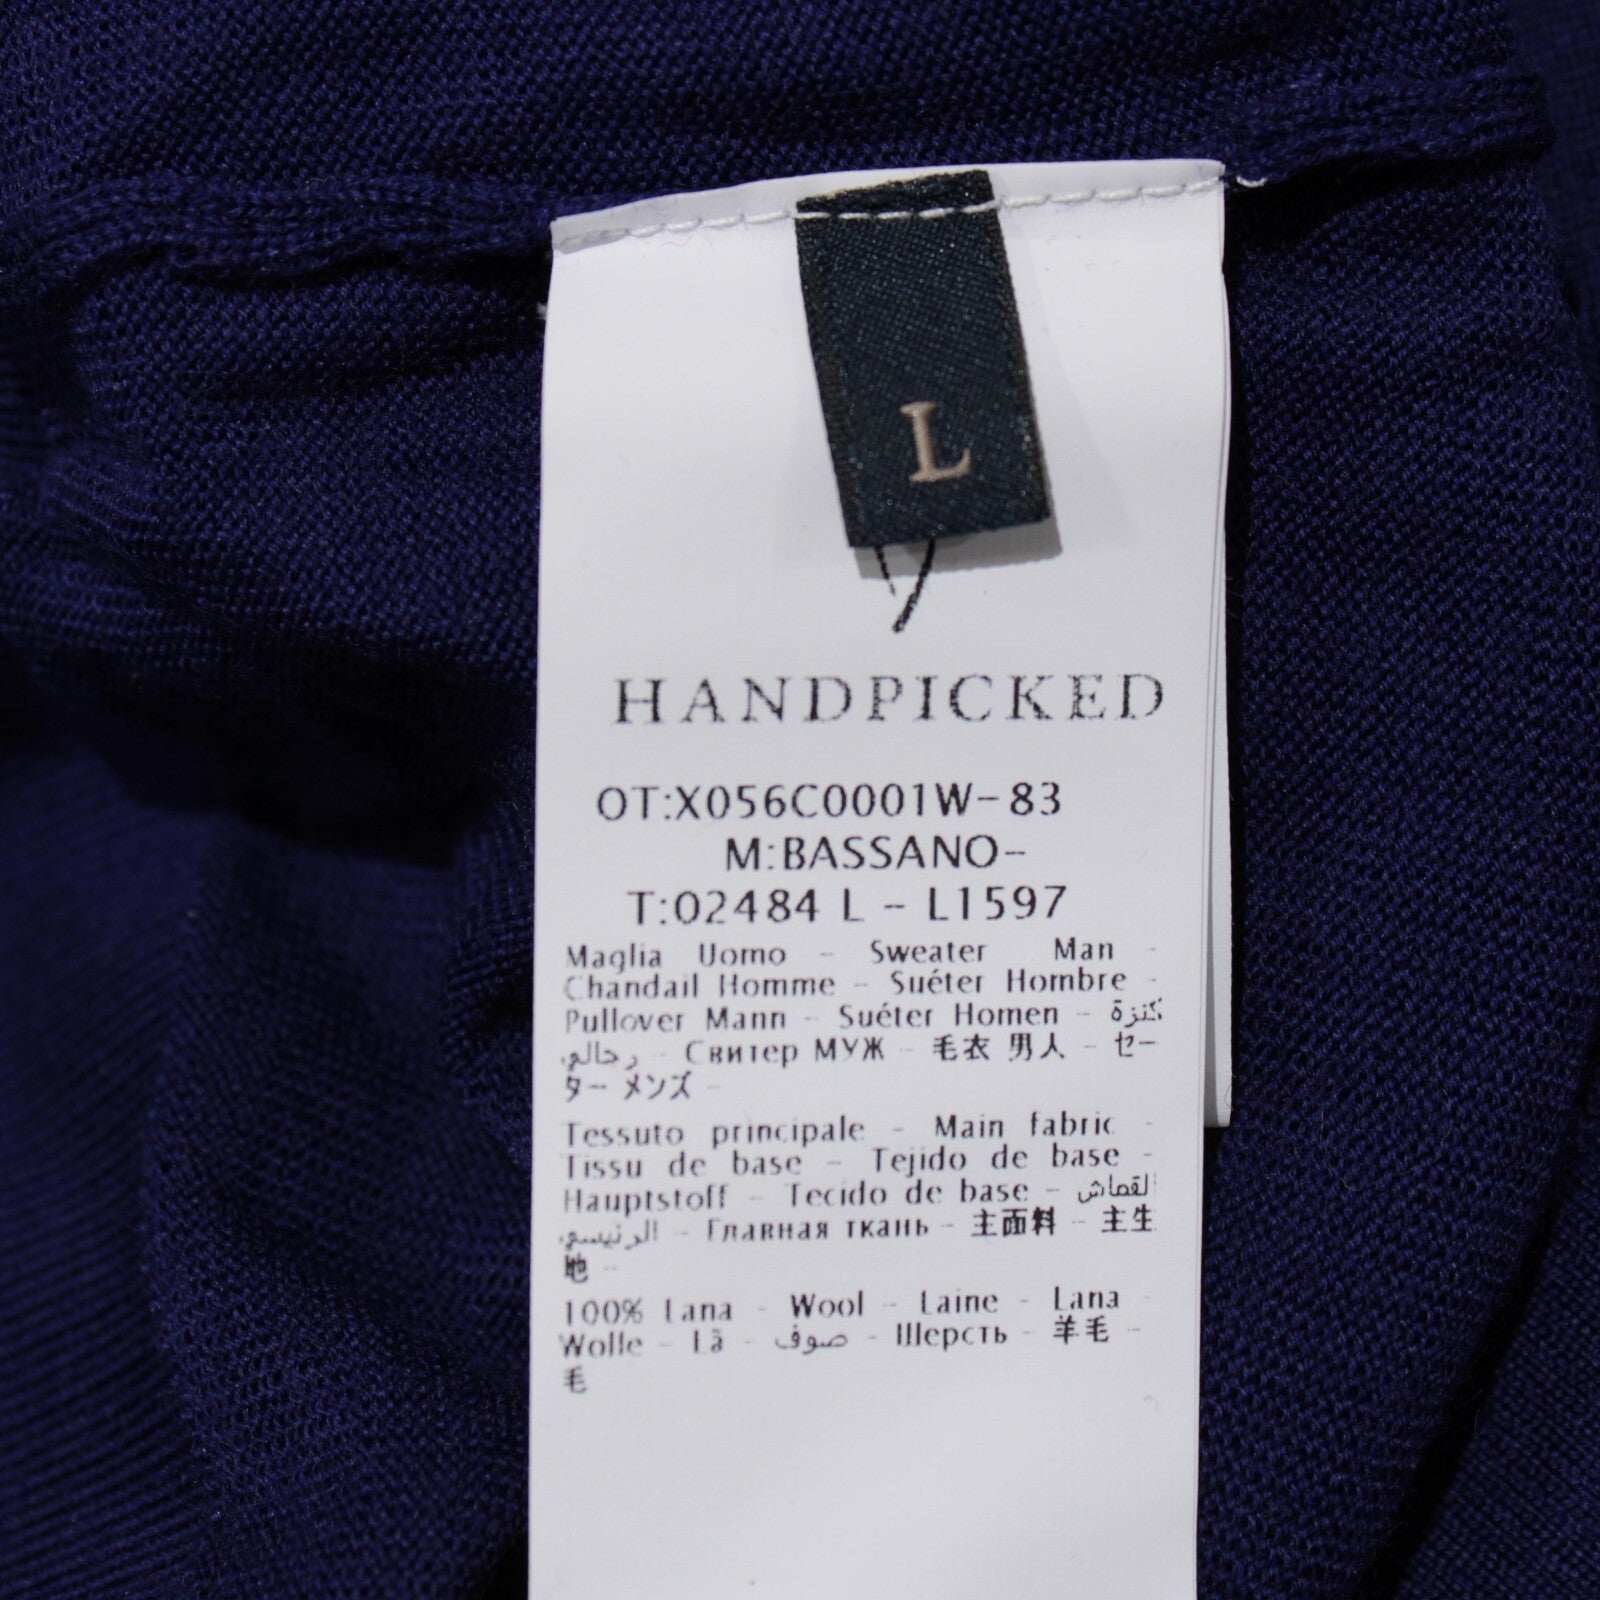 L
HANDPICKED
OT:X056C0001W-83
M:BASSANO-
T:02484 L - L1597
Maglia Uomo - Sweater Man -
Chandail Homme - Suéter Hombre -
Pullover Mann - Suéter Homen - كنزة
رجالي - Свитер МУЖ - 毛衣 男人 - セー
ター メンズ -
Tessuto principale - Main fabric -
Tissu de base - Tejido de base -
Hauptstoff - Tecido de base - القماش
الرئيسي - Главная ткань - 主面料 - 主生
地 -
100% Lana - Wool - Laine - Lana -
Wolle - Lã - صوف - Шерсть - 羊毛 -
毛